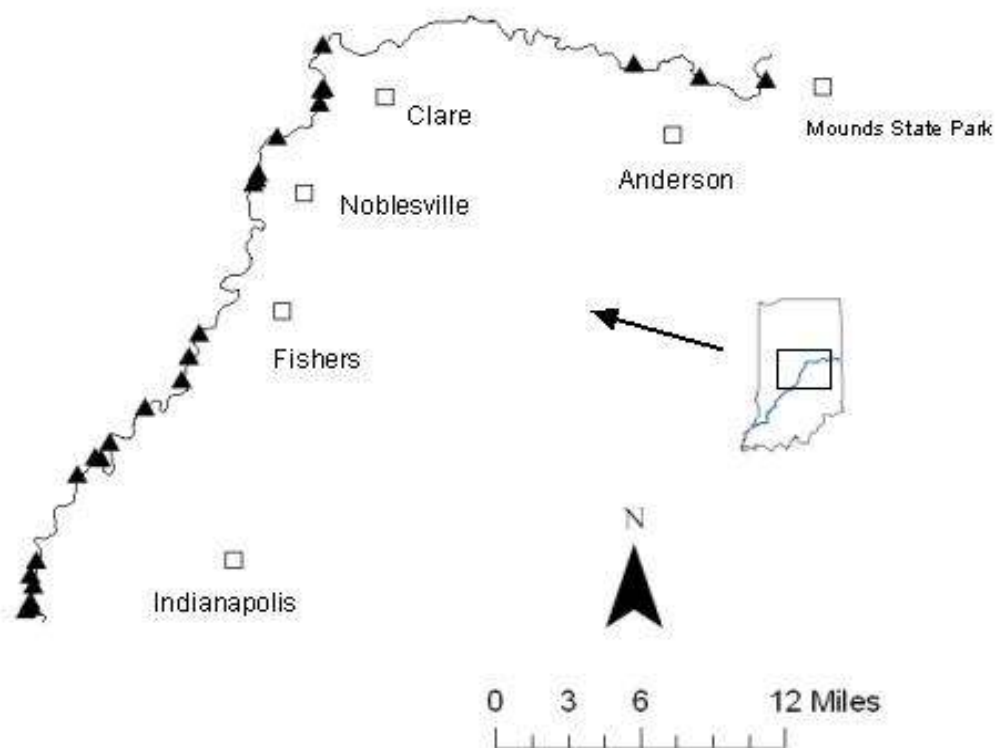 Clare
Mounds State Park
Anderson
Noblesville
Fishers
N
Indianapolis
0 3 6 12 Miles